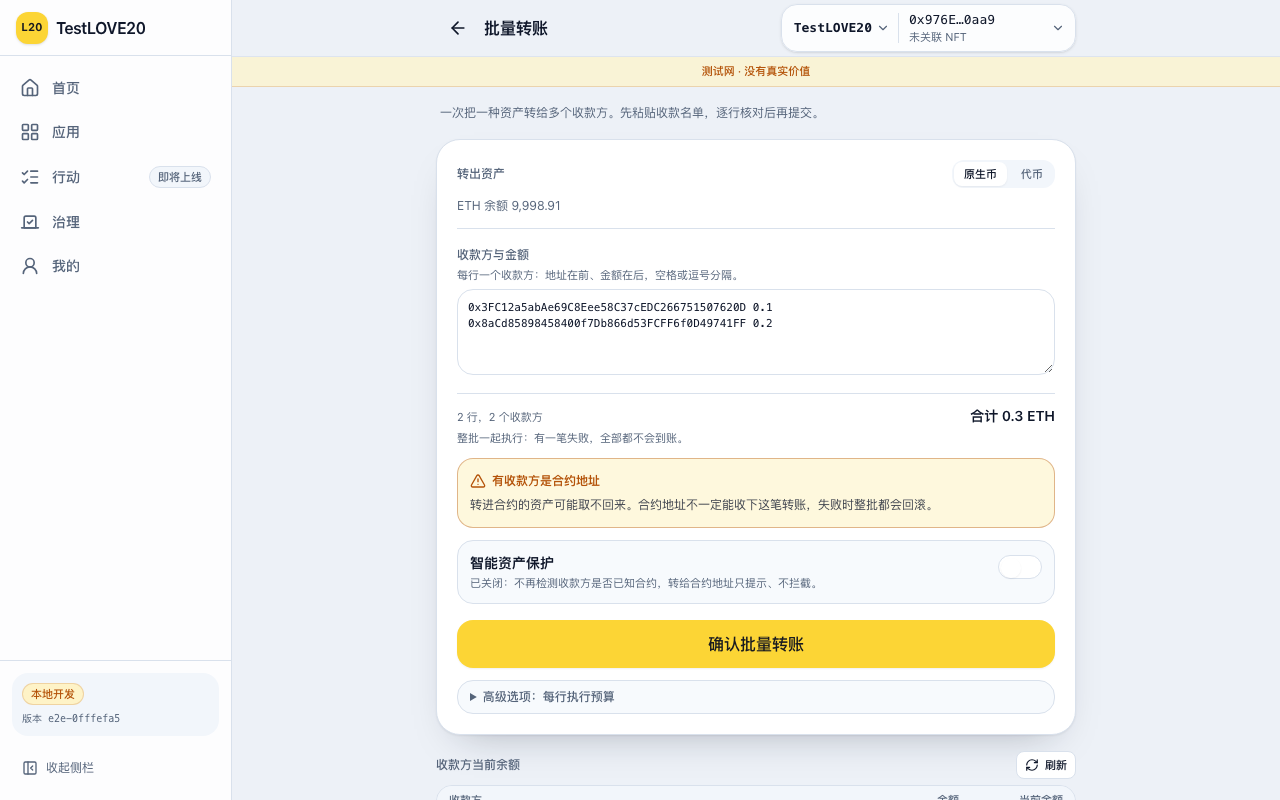 L20 TestLOVE20
首页
应用
行动 即将上线
治理
我的
本地开发
版本 e2e-0fffefa5
收起侧栏
批量转账
TestLOVE20
0x976E…0aa9
未关联 NFT
测试网 · 没有真实价值
一次把一种资产转给多个收款方。先粘贴收款名单，逐行核对后再提交。
转出资产
原生币 代币
ETH 余额 9,998.91
收款方与金额
每行一个收款方：地址在前、金额在后，空格或逗号分隔。
0x3FC12a5abAe69C8Eee58C37cEDC266751507620D 0.1
0x8aCd85898458400f7Db866d53FCFF6f0D49741FF 0.2
2 行，2 个收款方
合计 0.3 ETH
整批一起执行：有一笔失败，全部都不会到账。
有收款方是合约地址
转进合约的资产可能取不回来。合约地址不一定能收下这笔转账，失败时整批都会回滚。
智能资产保护
已关闭：不再检测收款方是否已知合约，转给合约地址只提示、不拦截。
确认批量转账
高级选项：每行执行预算
收款方当前余额
刷新
收款方 金额 当前余额